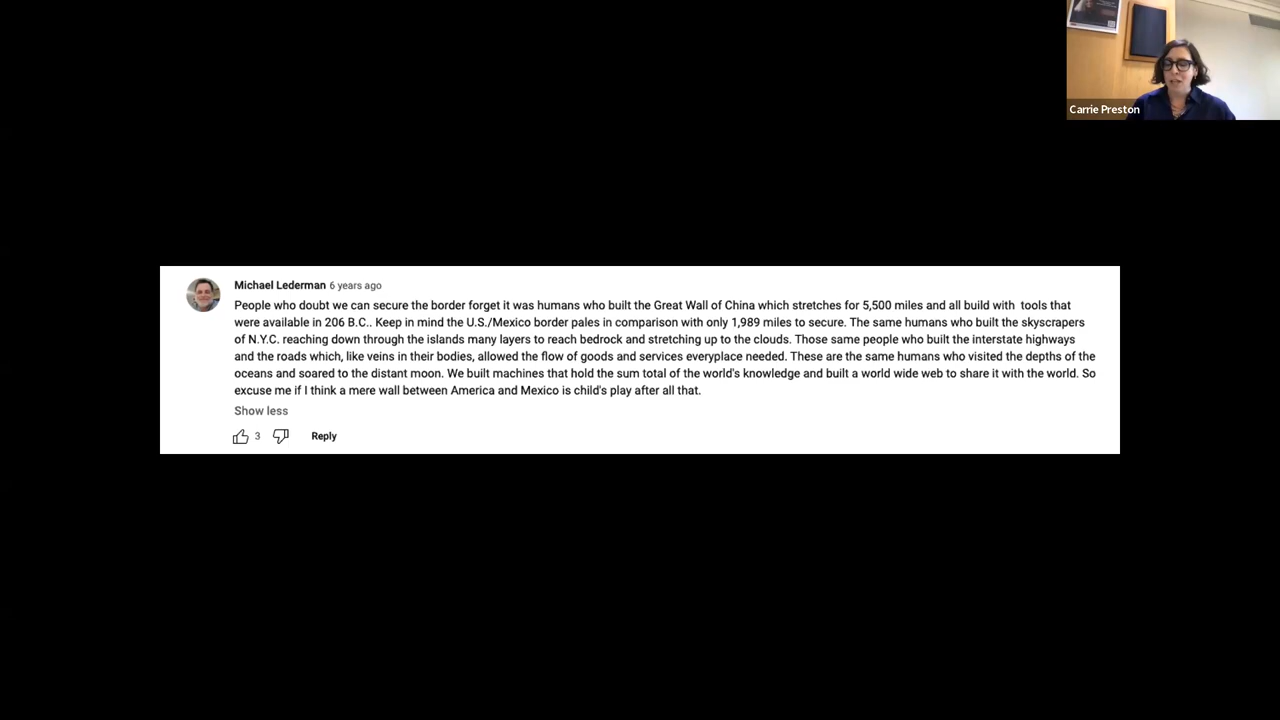 Carrie Preston
Michael Lederman 6 years ago
People who doubt we can secure the border forget it was humans who built the Great Wall of China which stretches for 5,500 miles and all build with tools that
were available in 206 B.C.. Keep in mind the U.S./Mexico border pales in comparison with only 1,989 miles to secure. The same humans who built the skyscrapers
of N.Y.C. reaching down through the islands many layers to reach bedrock and stretching up to the clouds. Those same people who built the interstate highways
and the roads which, like veins in their bodies, allowed the flow of goods and services everyplace needed. These are the same humans who visited the depths of the
oceans and soared to the distant moon. We built machines that hold the sum total of the world's knowledge and built a world wide web to share it with the world. So
excuse me if I think a mere wall between America and Mexico is child's play after all that.
Show less
3 Reply